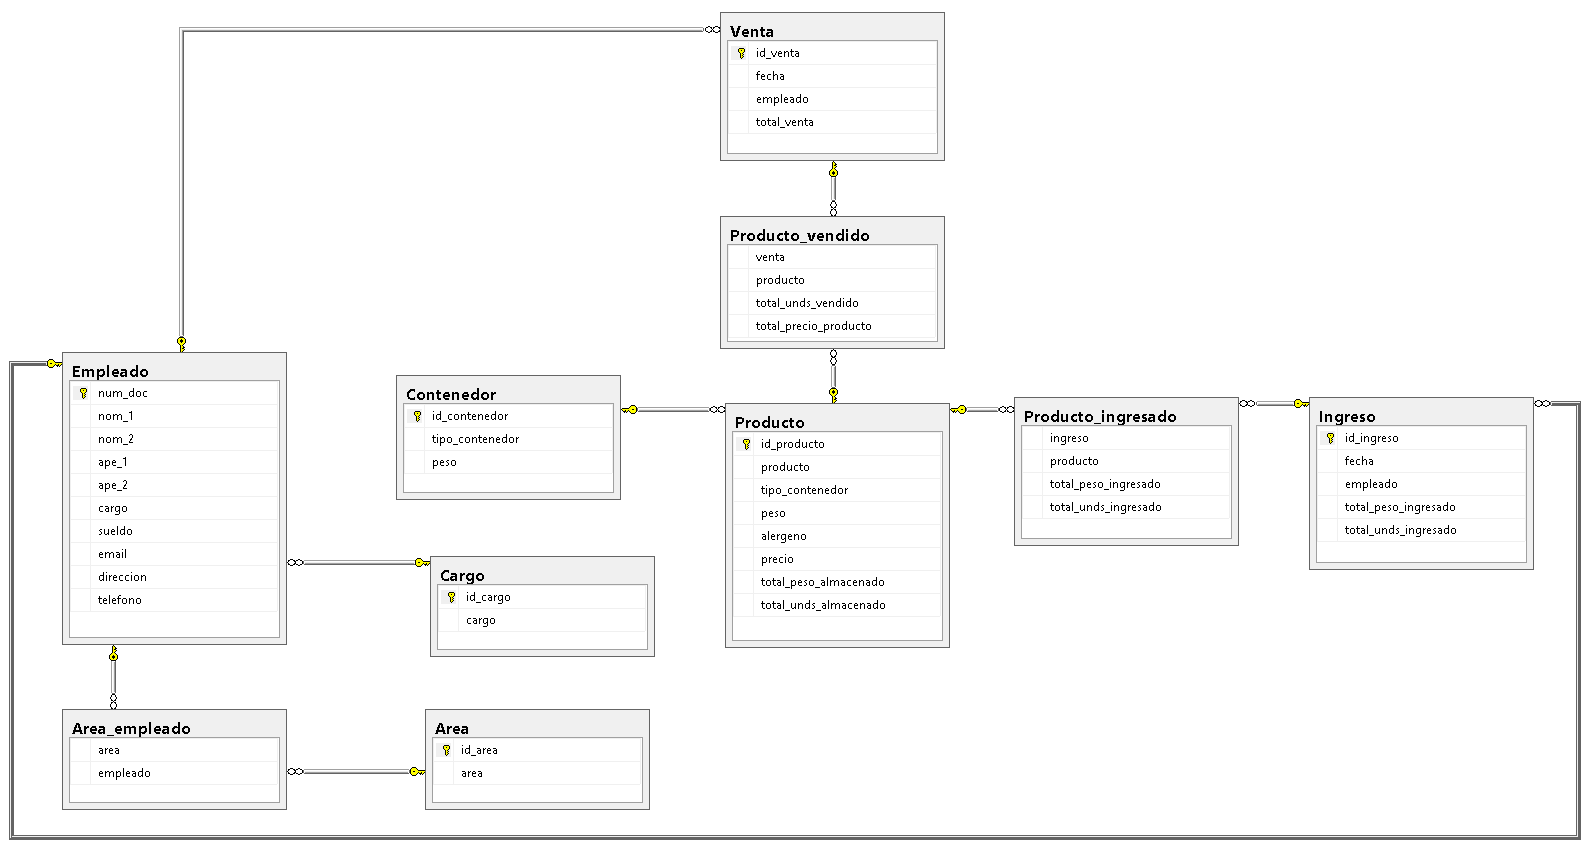 Venta
id_venta
fecha
empleado
total_venta
Producto_vendido
venta
producto
total_unds_vendido
total_precio_producto
Empleado
num_doc
nom_1
nom_2
ape_1
ape_2
cargo
sueldo
email
direccion
telefono
Contenedor
id_contenedor
tipo_contenedor
peso
Producto
id_producto
producto
tipo_contenedor
peso
alergeno
precio
total_peso_almacenado
total_unds_almacenado
Producto_ingresado
ingreso
producto
total_peso_ingresado
total_unds_ingresado
Ingreso
id_ingreso
fecha
empleado
total_peso_ingresado
total_unds_ingresado
Cargo
id_cargo
cargo
Area_empleado
area
empleado
Area
id_area
area